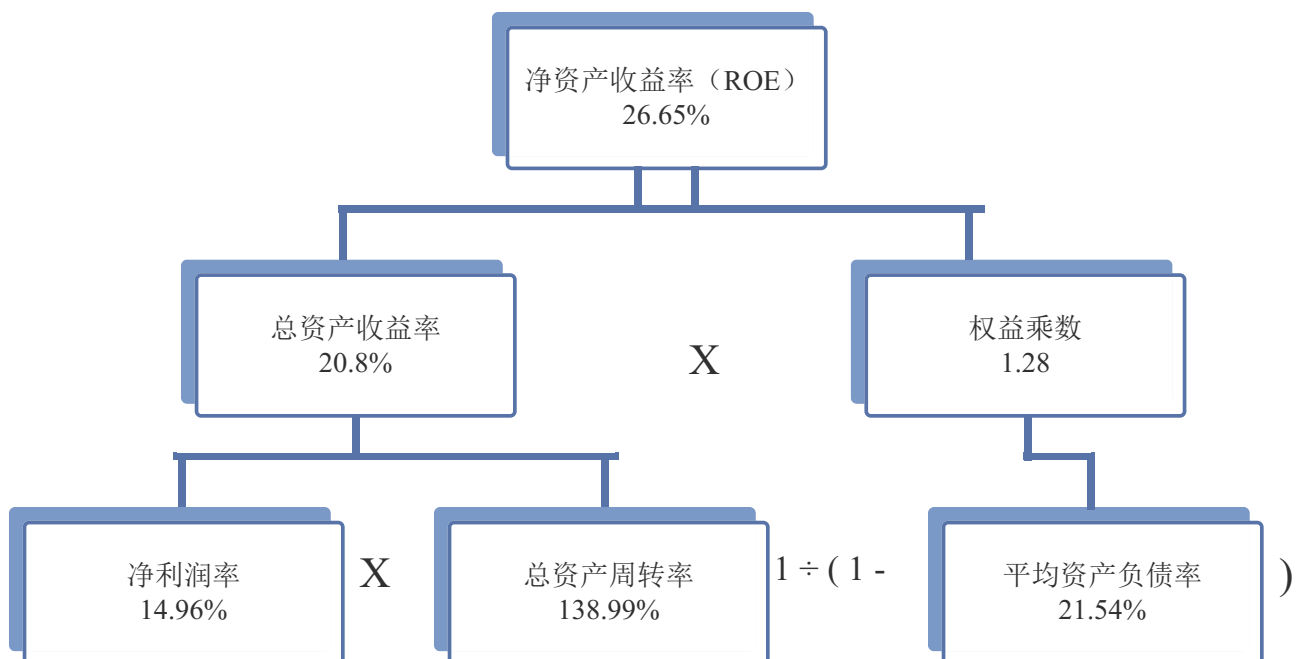 净资产收益率（ROE）
26.65%
总资产收益率
20.8%
X
权益乘数
1.28
净利润率
14.96%
X
总资产周转率
138.99%
1 ÷ ( 1 -
平均资产负债率
21.54%
)